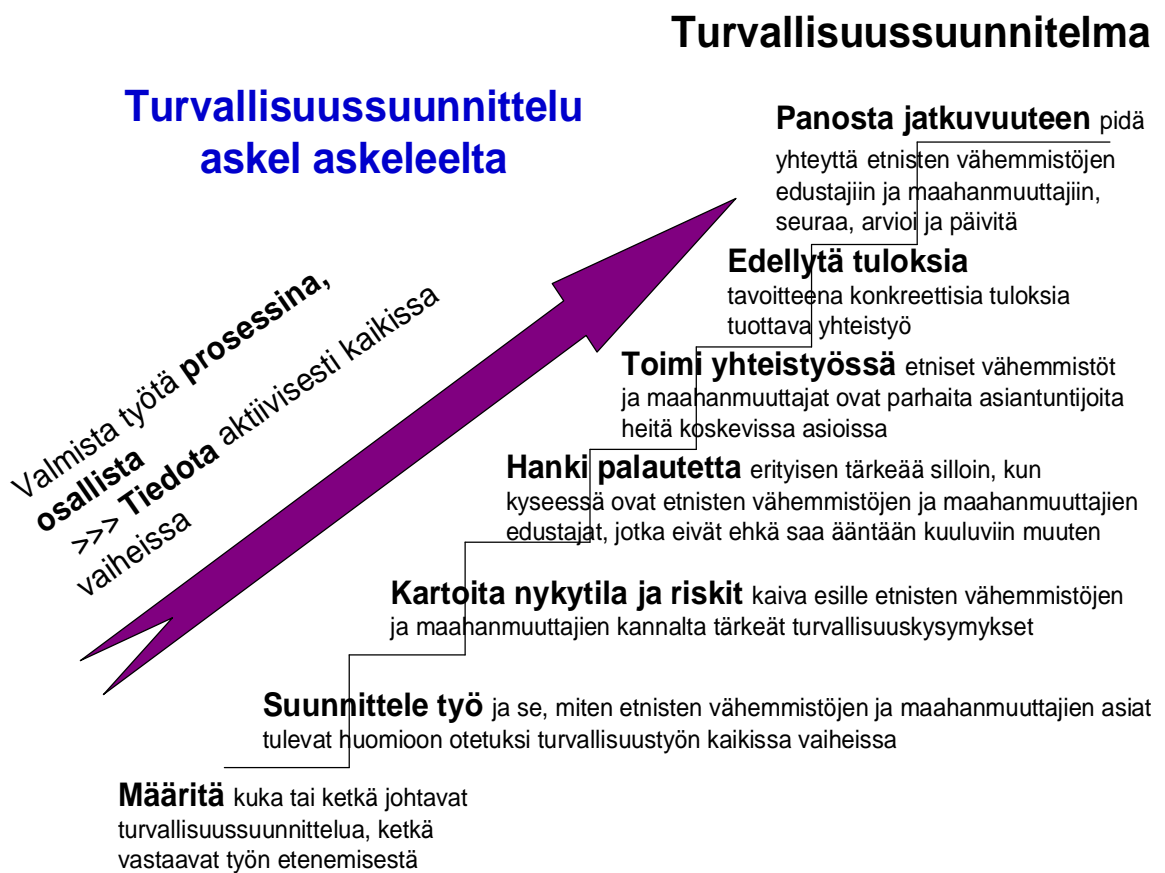 Turvallisuussuunnitelma
Turvallisuussuunnittelu
askel askeleelta
Panosta jatkuvuuteen pidä
yhteyttä etnisten vähemmistöjen
edustajiin ja maahanmuuttajiin,
seuraa, arvioi ja päivitä
Edellytä tuloksia
tavoitteena konkreettisia tuloksia
tuottava yhteistyö
Valmista työtä prosessina,
osallista
>>> Tiedota aktiivisesti kaikissa
vaiheissa
Toimi yhteistyössä etniset vähemmistöt
ja maahanmuuttajat ovat parhaita asiantuntijoita
heitä koskevissa asioissa
Hanki palautetta erityisen tärkeää silloin, kun
kyseessä ovat etnisten vähemmistöjen ja maahanmuuttajien
edustajat, jotka eivät ehkä saa ääntään kuuluviin muuten
Kartoita nykytila ja riskit kaiva esille etnisten vähemmistöjen
ja maahanmuuttajien kannalta tärkeät turvallisuuskysymykset
Suunnittele työ ja se, miten etnisten vähemmistöjen ja maahanmuuttajien asiat
tulevat huomioon otetuksi turvallisuustyön kaikissa vaiheissa
Määritä kuka tai ketkä johtavat
turvallisuussuunnittelua, ketkä
vastaavat työn etenemisestä